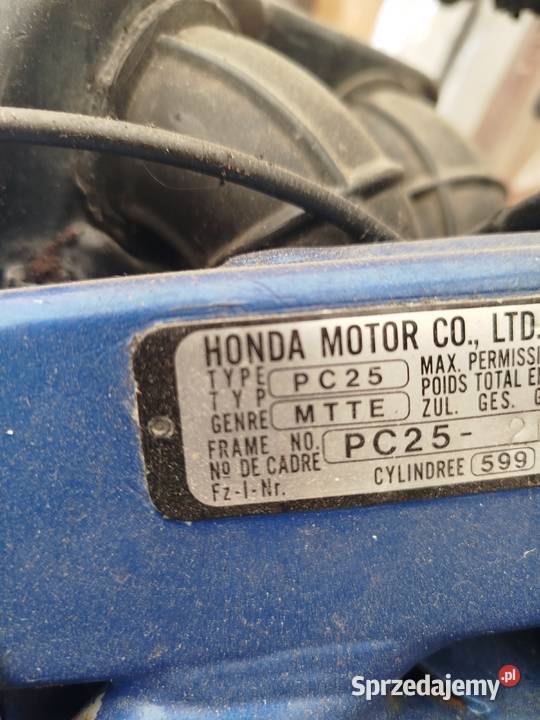 HONDA MOTOR CO., LTD.
TYPE PC25
TYP
MAX. PERMISSI
POIDS TOTAL E
GENRE MTTE
ZUL. GES. G
FRAME NO. PC25- 2
Nº DE CADRE
CYLINDREE 599
Fz-I-Nr.
Sprzedajemy.pl